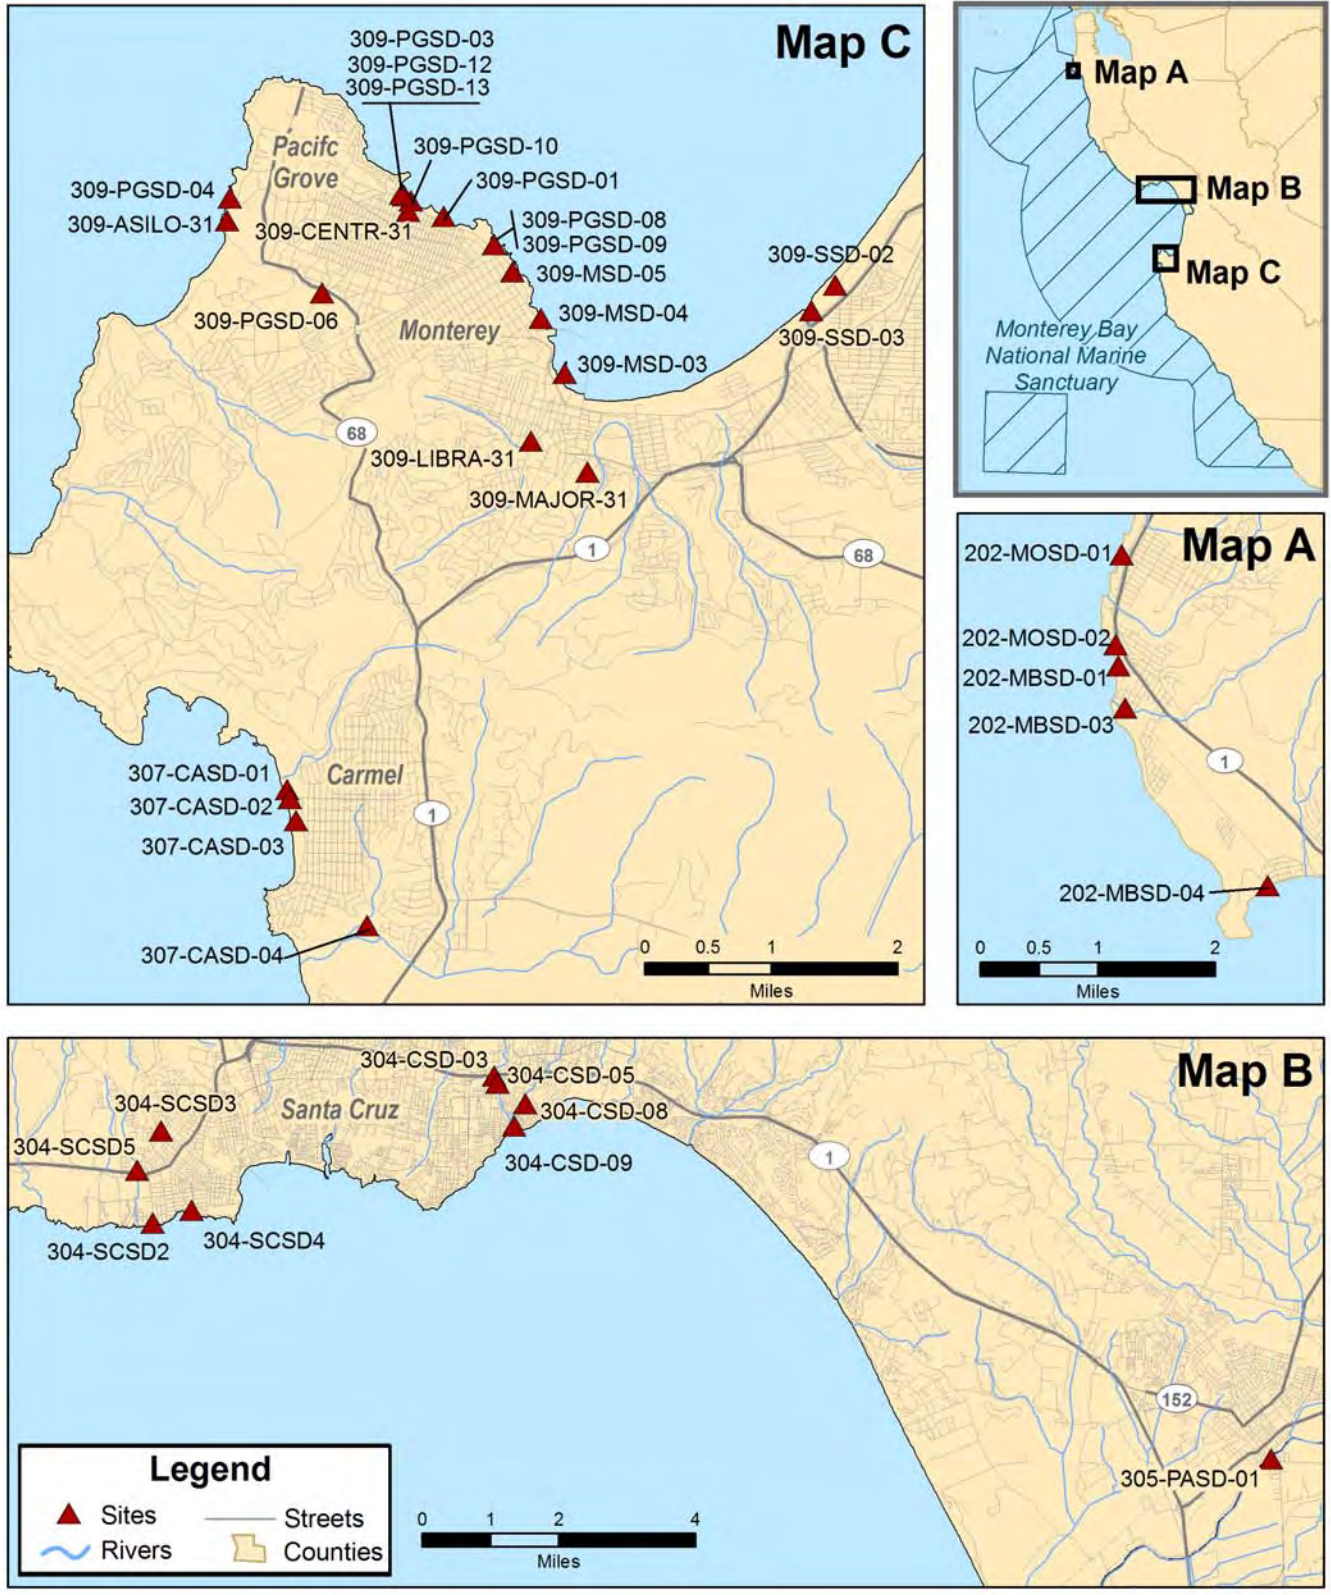 Map C
309-PGSD-03
309-PGSD-12
309-PGSD-13
309-PGSD-10
309-PGSD-01
Pacifc
Grove
309-PGSD-04
309-ASILO-31
309-CENTR-31
309-PGSD-08
309-PGSD-09
309-MSD-05
309-SSD-02
309-PGSD-06
309-MSD-04
Monterey
309-SSD-03
309-MSD-03
68
309-LIBRA-31
309-MAJOR-31
1
68
307-CASD-01
Carmel
307-CASD-02
1
307-CASD-03
307-CASD-04
0 0.5 1 2
Miles
Map A
Map B
Map C
Monterey Bay
National Marine
Sanctuary
Map A
202-MOSD-01
202-MOSD-02
202-MBSD-01
202-MBSD-03
1
202-MBSD-04
0 0.5 1 2
Miles
Map B
304-CSD-03
304-CSD-05
304-SCSD3
Santa Cruz
304-CSD-08
304-SCSD5
304-CSD-09
1
304-SCSD2
304-SCSD4
152
305-PASD-01
Legend
Sites
Streets
Rivers
Counties
0 1 2 4
Miles